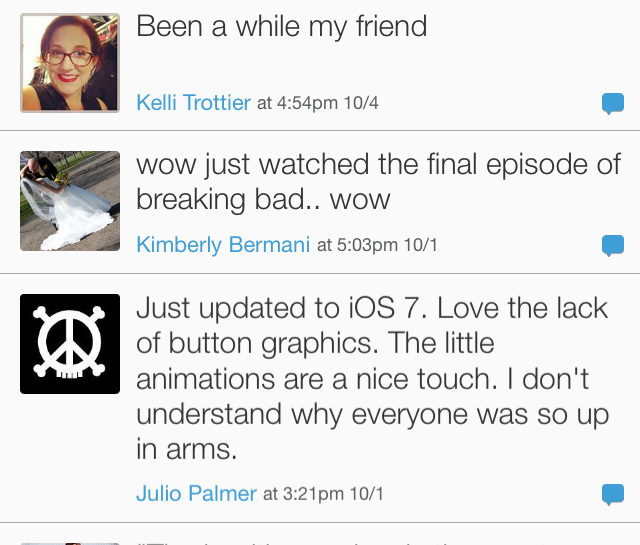 Been a while my friend
Kelli Trottier at 4:54pm 10/4
wow just watched the final episode of
breaking bad.. wow
Kimberly Bermani at 5:03pm 10/1
Just updated to iOS 7. Love the lack
of button graphics. The little
animations are a nice touch. I don't
understand why everyone was so up
in arms.
Julio Palmer at 3:21pm 10/1